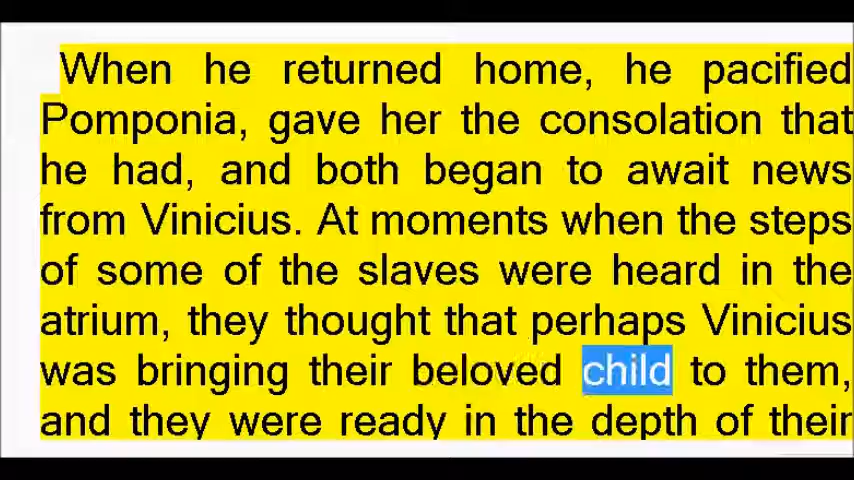 When he returned home, he pacified
Pomponia, gave her the consolation that
he had, and both began to await news
from Vinicius. At moments when the steps
of some of the slaves were heard in the
atrium, they thought that perhaps Vinicius
was bringing their beloved child to them,
and they were ready in the depth of their